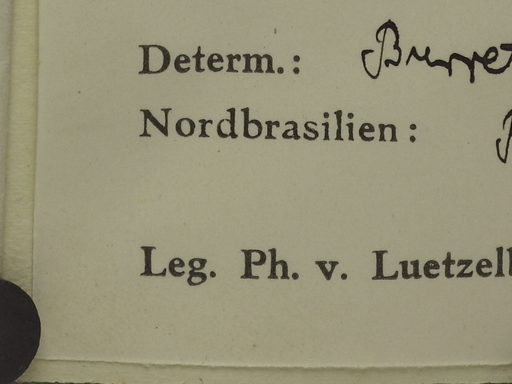 Determ.:
Nordbrasilien:
Leg. Ph. v. Luetzell